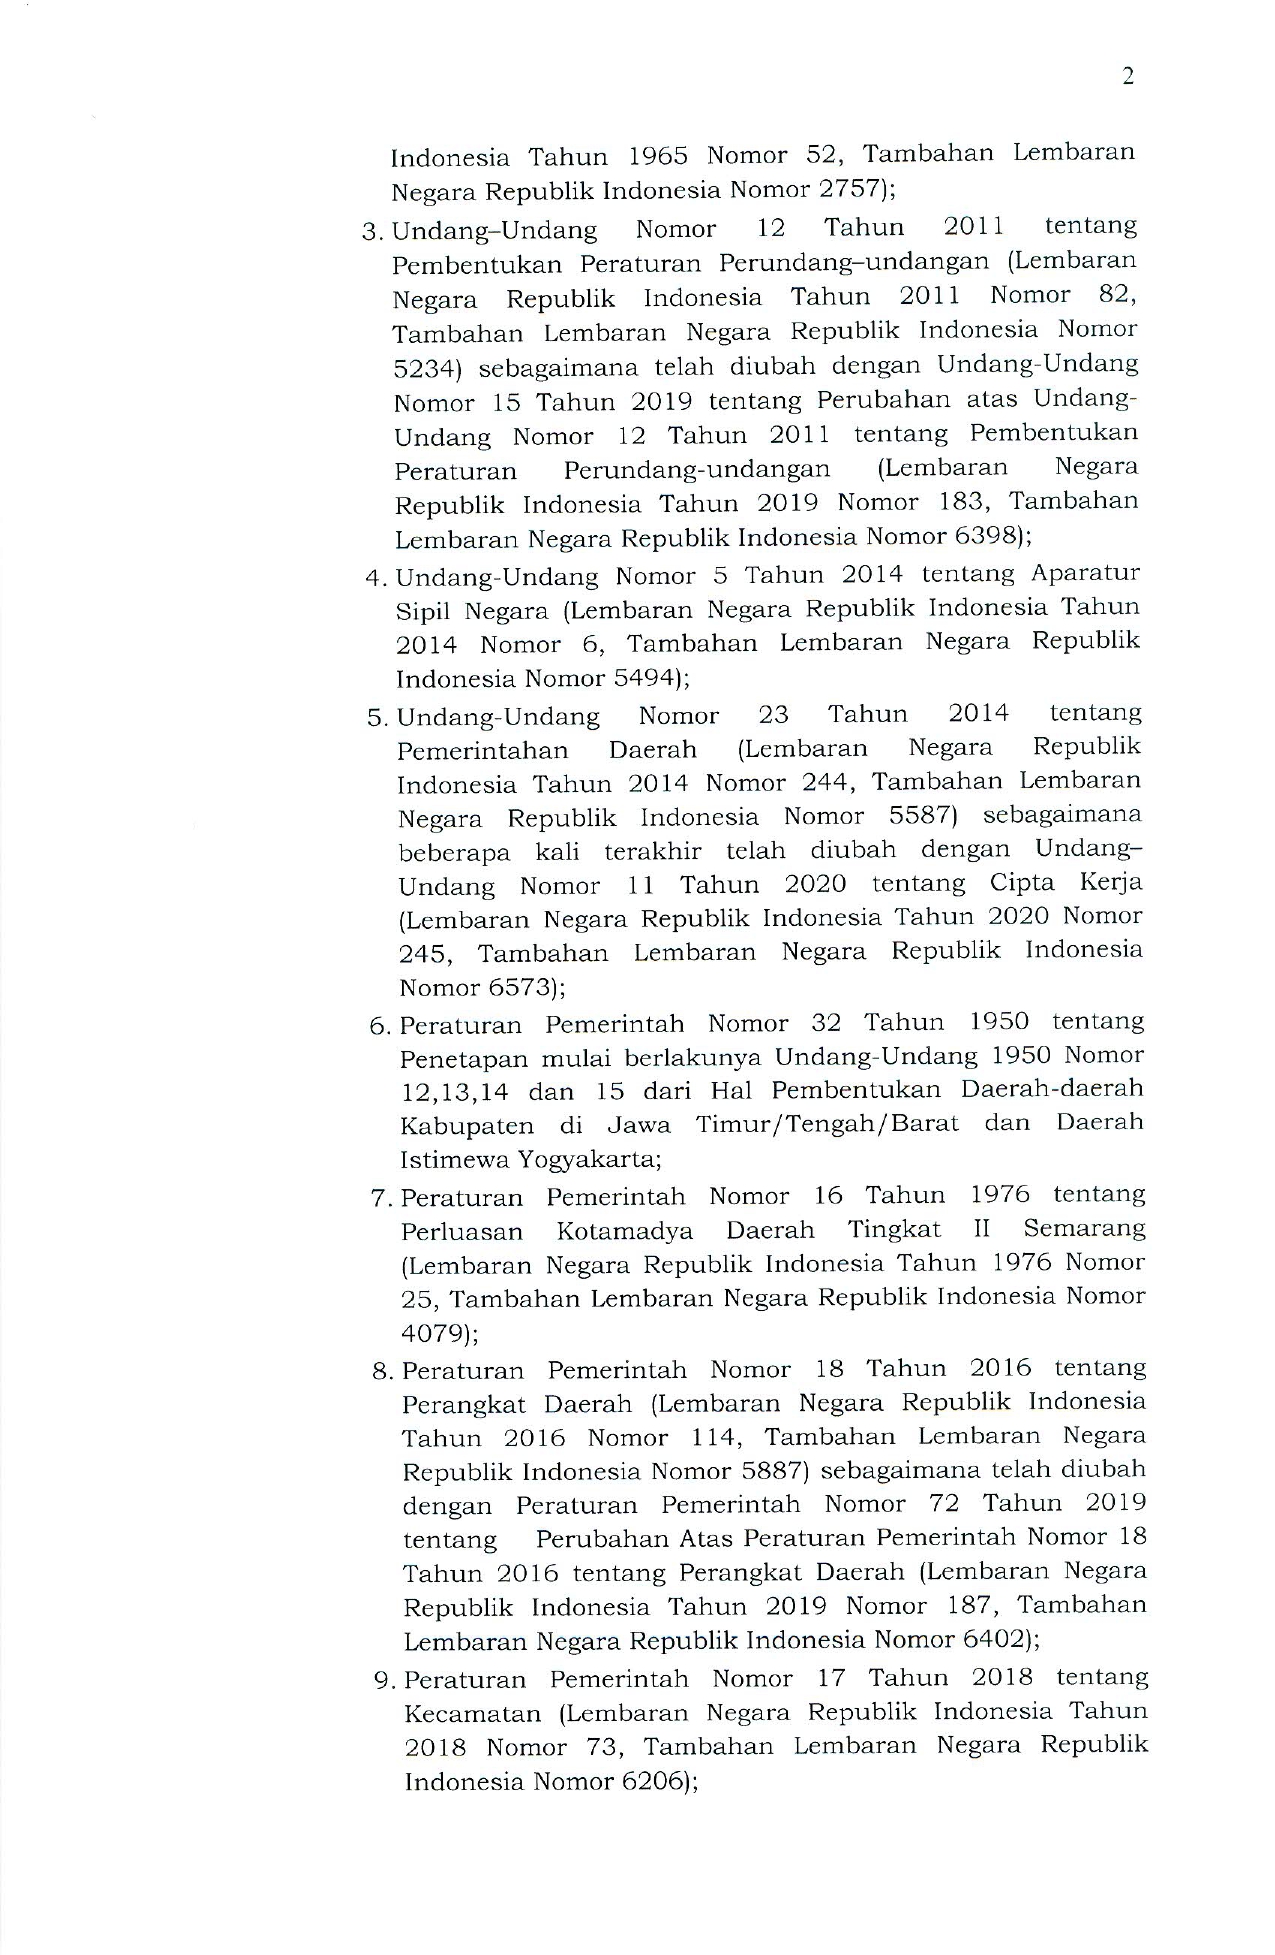 2
Indonesia Tahun 1965 Nomor 52, Tambahan Lembaran
Negara Republik Indonesia Nomor 2757);
3. Undang–Undang Nomor 12 Tahun 2011 tentang
Pembentukan Peraturan Perundang–undangan (Lembaran
Negara Republik Indonesia Tahun 2011 Nomor 82,
Tambahan Lembaran Negara Republik Indonesia Nomor
5234) sebagaimana telah diubah dengan Undang-Undang
Nomor 15 Tahun 2019 tentang Perubahan atas Undang-
Undang Nomor 12 Tahun 2011 tentang Pembentukan
Peraturan Perundang-undangan (Lembaran Negara
Republik Indonesia Tahun 2019 Nomor 183, Tambahan
Lembaran Negara Republik Indonesia Nomor 6398);
4. Undang-Undang Nomor 5 Tahun 2014 tentang Aparatur
Sipil Negara (Lembaran Negara Republik Indonesia Tahun
2014 Nomor 6, Tambahan Lembaran Negara Republik
Indonesia Nomor 5494);
5. Undang-Undang Nomor 23 Tahun 2014 tentang
Pemerintahan Daerah (Lembaran Negara Republik
Indonesia Tahun 2014 Nomor 244, Tambahan Lembaran
Negara Republik Indonesia Nomor 5587) sebagaimana
beberapa kali terakhir telah diubah dengan Undang–
Undang Nomor 11 Tahun 2020 tentang Cipta Kerja
(Lembaran Negara Republik Indonesia Tahun 2020 Nomor
245, Tambahan Lembaran Negara Republik Indonesia
Nomor 6573);
6. Peraturan Pemerintah Nomor 32 Tahun 1950 tentang
Penetapan mulai berlakunya Undang-Undang 1950 Nomor
12,13,14 dan 15 dari Hal Pembentukan Daerah-daerah
Kabupaten di Jawa Timur/Tengah/Barat dan Daerah
Istimewa Yogyakarta;
7. Peraturan Pemerintah Nomor 16 Tahun 1976 tentang
Perluasan Kotamadya Daerah Tingkat II Semarang
(Lembaran Negara Republik Indonesia Tahun 1976 Nomor
25, Tambahan Lembaran Negara Republik Indonesia Nomor
4079);
8. Peraturan Pemerintah Nomor 18 Tahun 2016 tentang
Perangkat Daerah (Lembaran Negara Republik Indonesia
Tahun 2016 Nomor 114, Tambahan Lembaran Negara
Republik Indonesia Nomor 5887) sebagaimana telah diubah
dengan Peraturan Pemerintah Nomor 72 Tahun 2019
tentang Perubahan Atas Peraturan Pemerintah Nomor 18
Tahun 2016 tentang Perangkat Daerah (Lembaran Negara
Republik Indonesia Tahun 2019 Nomor 187, Tambahan
Lembaran Negara Republik Indonesia Nomor 6402);
9. Peraturan Pemerintah Nomor 17 Tahun 2018 tentang
Kecamatan (Lembaran Negara Republik Indonesia Tahun
2018 Nomor 73, Tambahan Lembaran Negara Republik
Indonesia Nomor 6206);